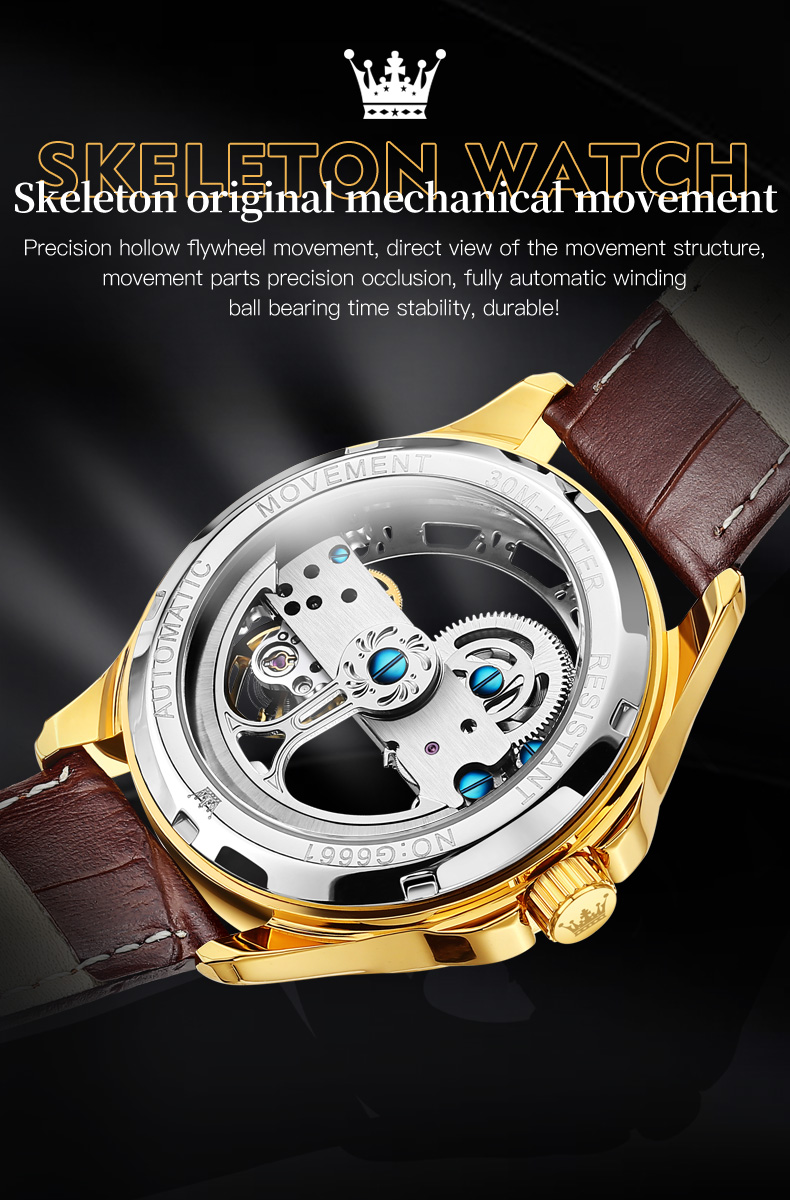 SKELETON WATCH
Skeleton original mechanical movement
Precision hollow flywheel movement, direct view of the movement structure,
movement parts precision occlusion, fully automatic winding
ball bearing time stability, durable!
AUTOMATIC
MOVEMENT
30M-WATER
RESISTANT
NO:G6661